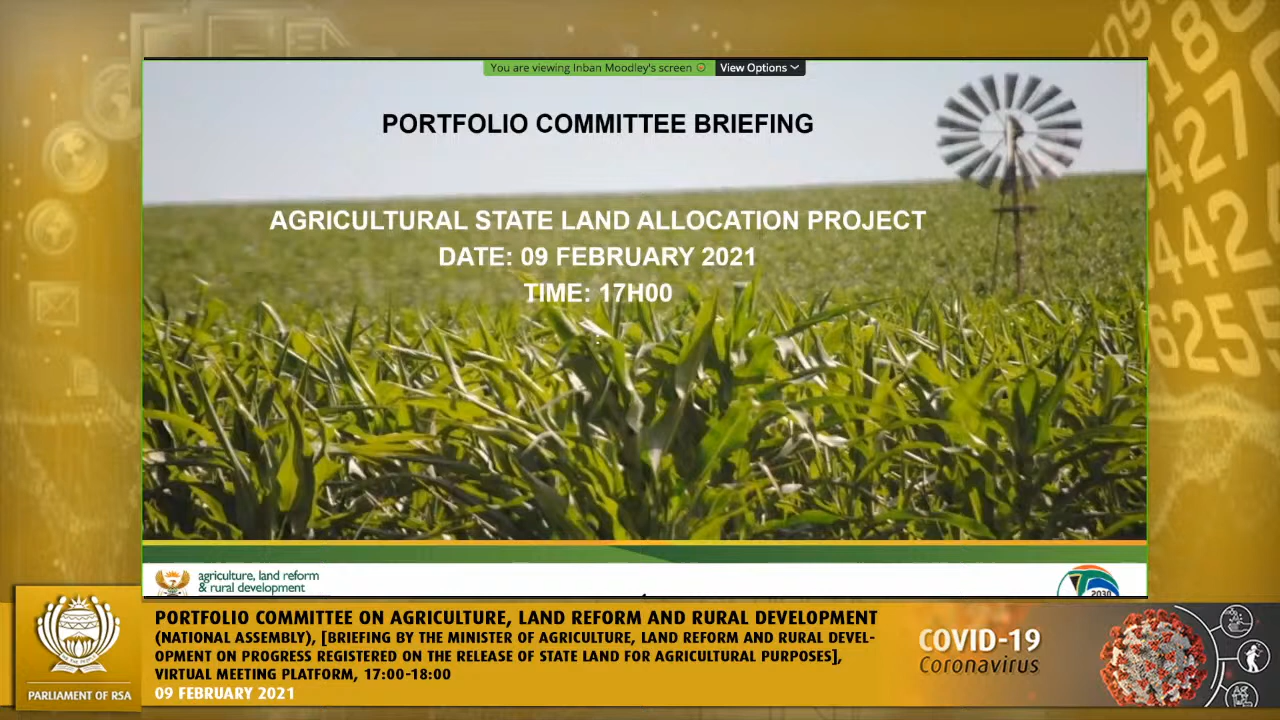 You are viewing Inban Moodley's screen
View Options
PORTFOLIO COMMITTEE BRIEFING
AGRICULTURAL STATE LAND ALLOCATION PROJECT
DATE: 09 FEBRUARY 2021
TIME: 17H00
agriculture, land reform
& rural development
2030
PORTFOLIO COMMITTEE ON AGRICULTURE, LAND REFORM AND RURAL DEVELOPMENT
(NATIONAL ASSEMBLY), [BRIEFING BY THE MINISTER OF AGRICULTURE, LAND REFORM AND RURAL DEVEL-
OPMENT ON PROGRESS REGISTERED ON THE RELEASE OF STATE LAND FOR AGRICULTURAL PURPOSES],
VIRTUAL MEETING PLATFORM, 17:00-18:00
09 FEBRUARY 2021
PARLIAMENT OF RSA
COVID-19
Coronavirus